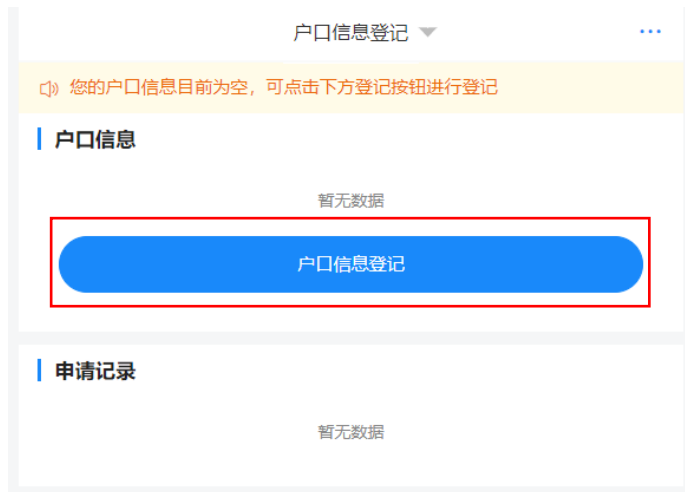 户口信息登记
您的户口信息目前为空，可点击下方登记按钮进行登记
户口信息
暂无数据
户口信息登记
申请记录
暂无数据